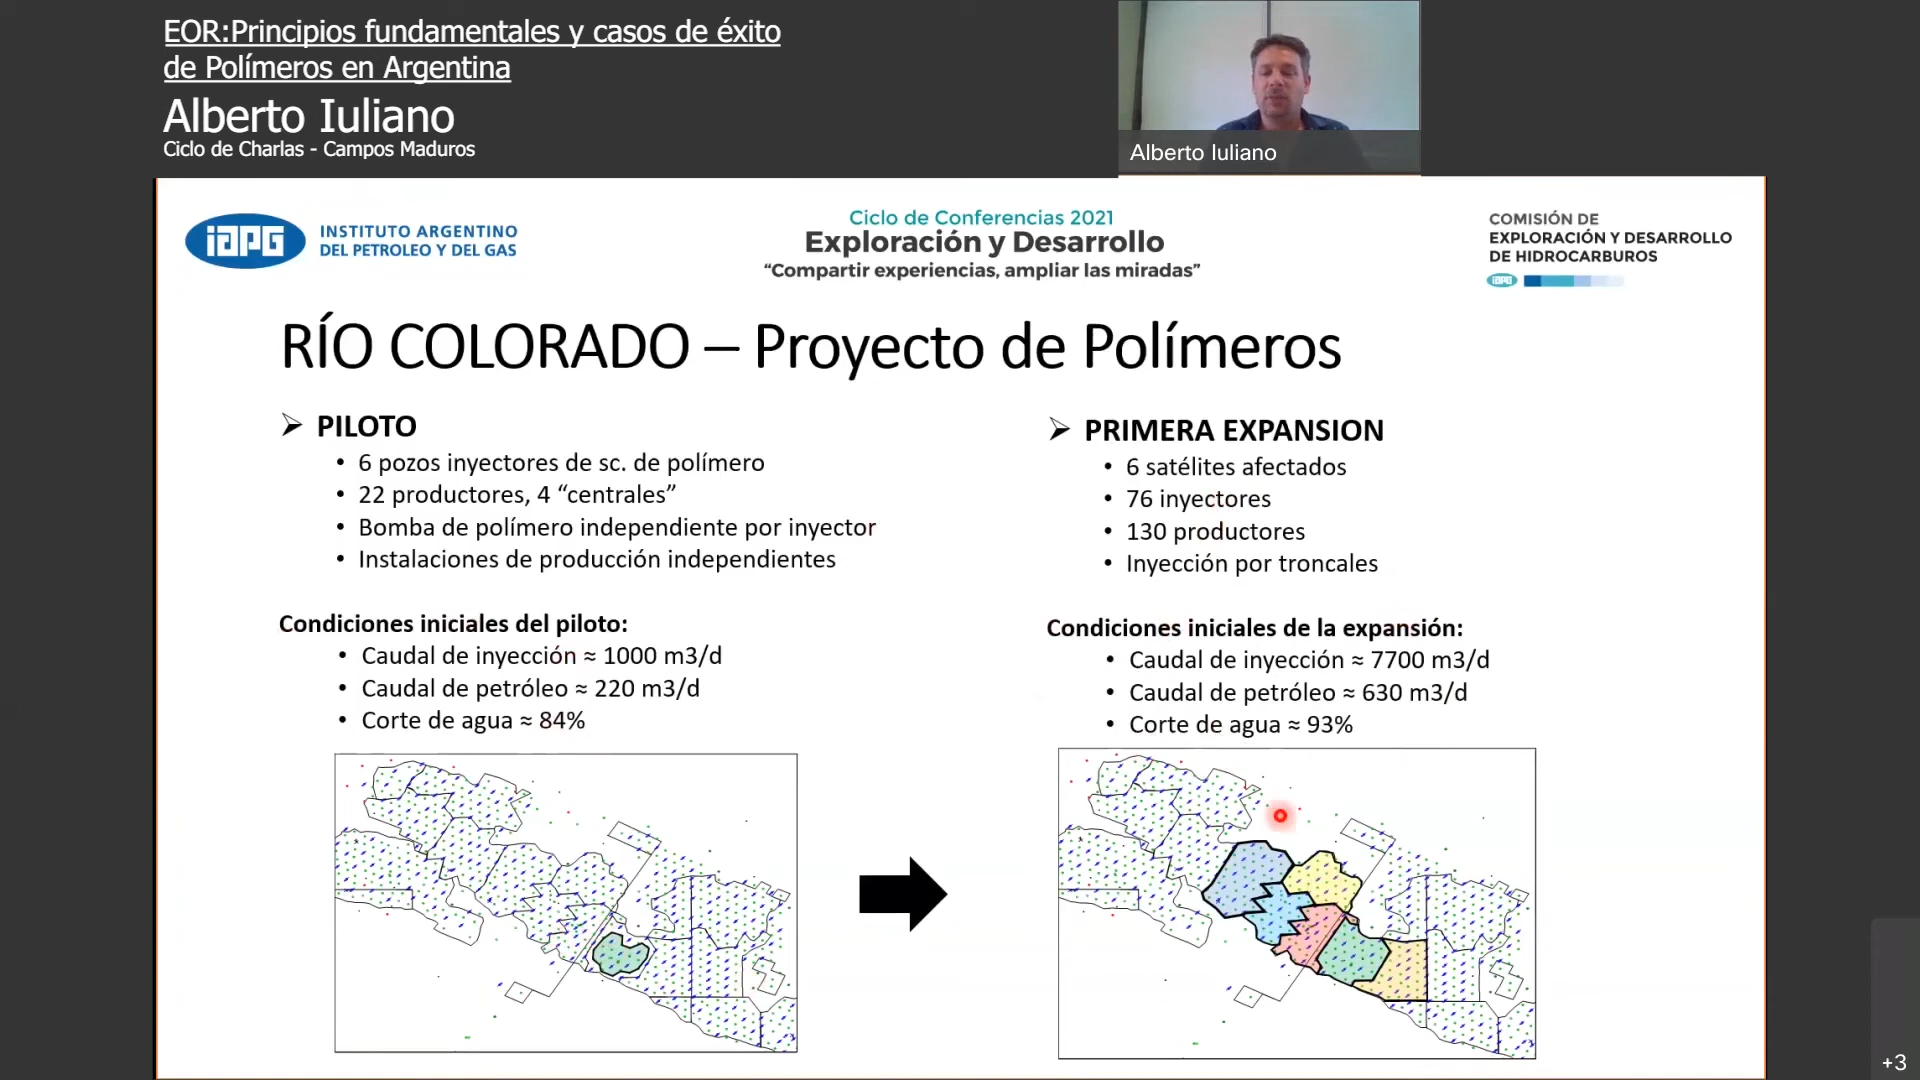 EOR:Principios fundamentales y casos de éxito
de Polímeros en Argentina
Alberto Iuliano
Ciclo de Charlas - Campos Maduros
Alberto Iuliano
iapg
INSTITUTO ARGENTINO
DEL PETROLEO Y DEL GAS
Ciclo de Conferencias 2021
Exploración y Desarrollo
“Compartir experiencias, ampliar las miradas”
COMISIÓN DE
EXPLORACIÓN Y DESARROLLO
DE HIDROCARBUROS
iapg
RÍO COLORADO – Proyecto de Polímeros
➢ PILOTO
• 6 pozos inyectores de sc. de polímero
• 22 productores, 4 “centrales”
• Bomba de polímero independiente por inyector
• Instalaciones de producción independientes
Condiciones iniciales del piloto:
• Caudal de inyección ≈ 1000 m3/d
• Caudal de petróleo ≈ 220 m3/d
• Corte de agua ≈ 84%
➢ PRIMERA EXPANSION
• 6 satélites afectados
• 76 inyectores
• 130 productores
• Inyección por troncales
Condiciones iniciales de la expansión:
• Caudal de inyección ≈ 7700 m3/d
• Caudal de petróleo ≈ 630 m3/d
• Corte de agua ≈ 93%
+3